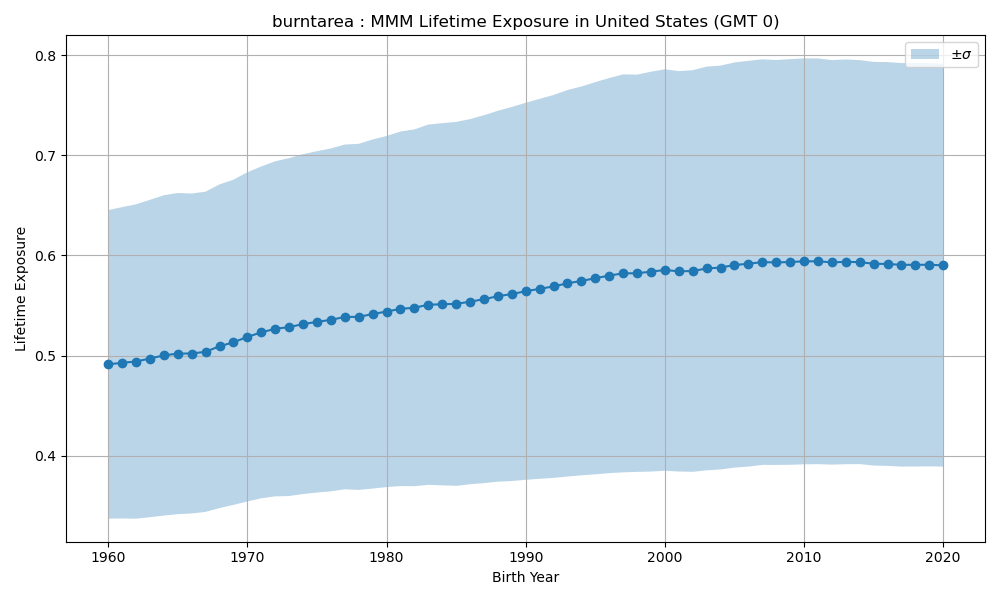 burntarea : MMM Lifetime Exposure in United States (GMT 0)
±σ
Lifetime Exposure
0.8
0.7
0.6
0.5
0.4
1960 1970 1980 1990 2000 2010 2020
Birth Year